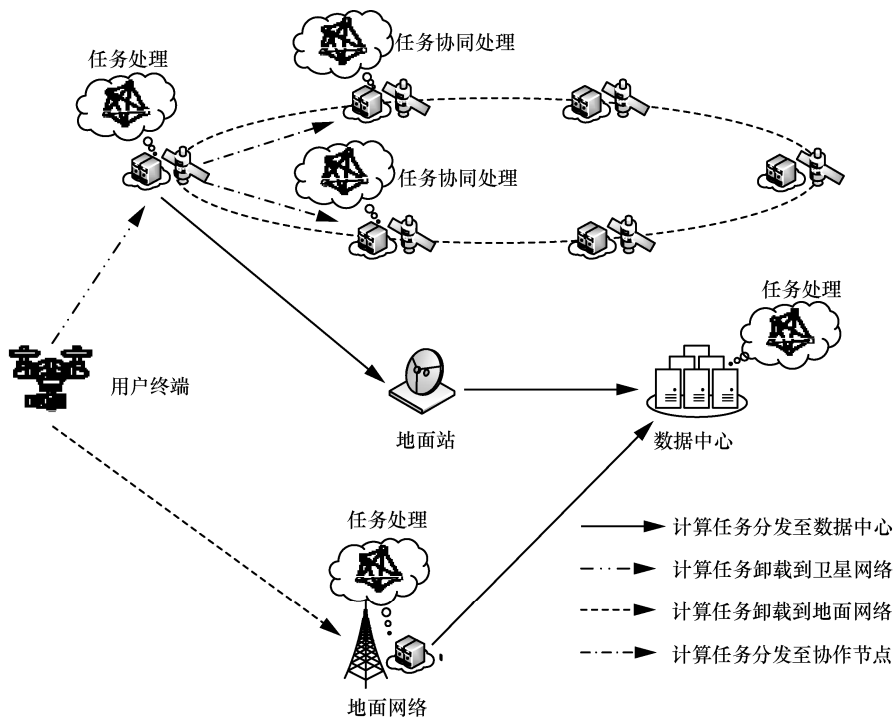 任务处理
任务协同处理
任务协同处理
任务处理
用户终端
地面站
数据中心
任务处理
地面网络
计算任务分发至数据中心
计算任务卸载到卫星网络
计算任务卸载到地面网络
计算任务分发至协作节点